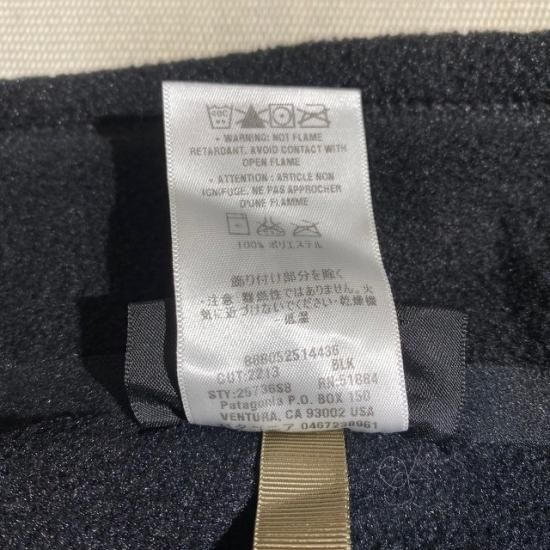 40C
• WARNING: NOT FLAME
RETARDANT. AVOID CONTACT WITH
OPEN FLAME
• ATTENTION : ARTICLE NON
IGNIFUGE. NE PAS APPROCHER
D'UNE FLAMME
100% ポリエステル
飾り付け部分を除く
・注意 難燃性ではありません。火
気に近づけないでください・乾燥機
低温
CUT:2213 BLK
STY:25736S8 RN-51884
Patagonia P.O. BOX 150
VENTURA, CA 93002 USA
0467238961